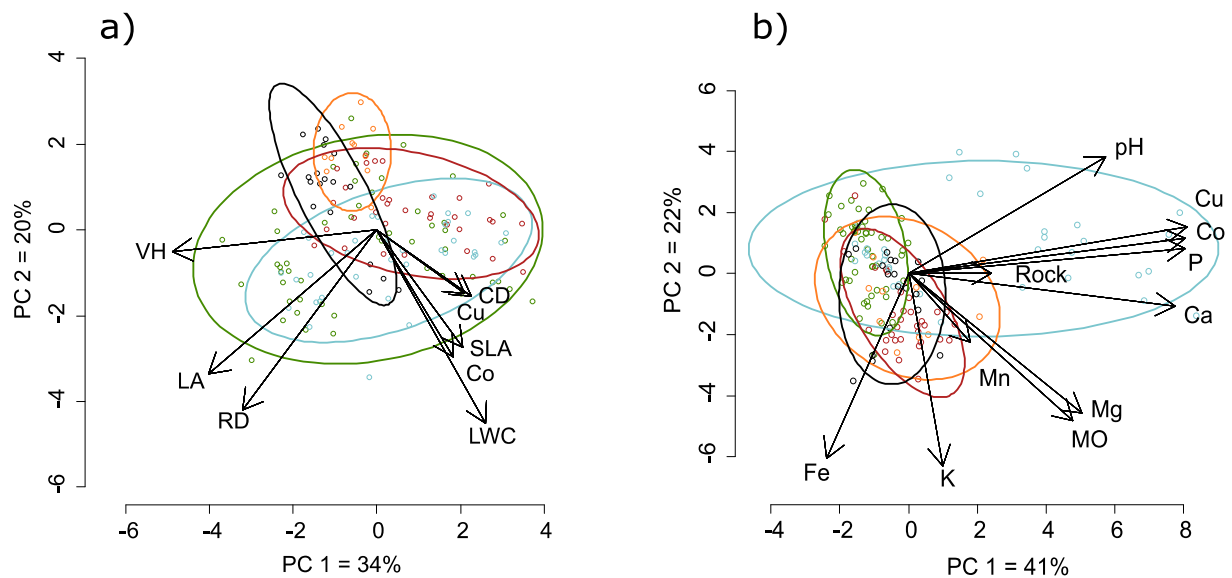 a)
4
2
0
-2
-4
-6
PC 2 = 20%
VH
LA
RD
CD
Cu
SLA
Co
LWC
-6
-4
-2
0
2
4
PC 1 = 34%
b)
6
4
2
0
-2
-4
-6
PC 2 = 22%
pH
Cu
Co
P
Rock
Ca
Mn
Mg
MO
Fe
K
-4
-2
0
2
4
6
8
PC 1 = 41%